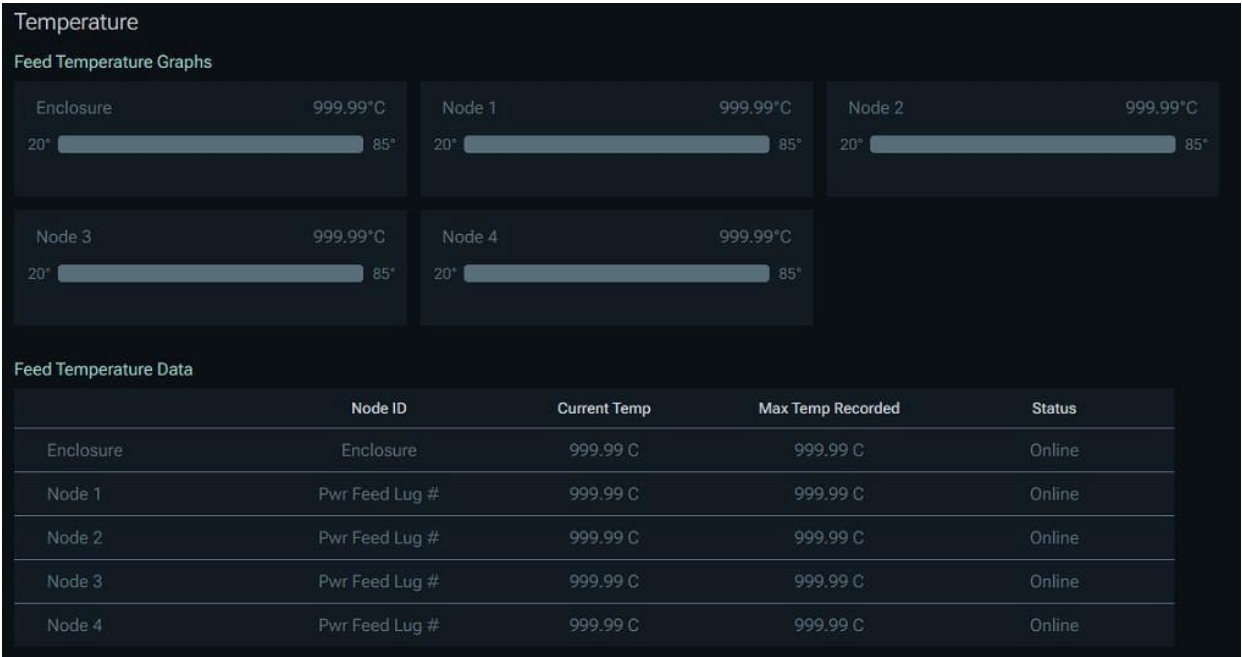 Temperature
Feed Temperature Graphs
Enclosure 999.99°C Node 1 999.99°C Node 2 999.99°C
20° 85° 20° 85° 20° 85°
Node 3 999.99°C Node 4 999.99°C
20° 85° 20° 85°
Feed Temperature Data
Node ID Current Temp Max Temp Recorded Status
Enclosure Enclosure 999.99 C 999.99 C Online
Node 1 Pwr Feed Lug # 999.99 C 999.99 C Online
Node 2 Pwr Feed Lug # 999.99 C 999.99 C Online
Node 3 Pwr Feed Lug # 999.99 C 999.99 C Online
Node 4 Pwr Feed Lug # 999.99 C 999.99 C Online